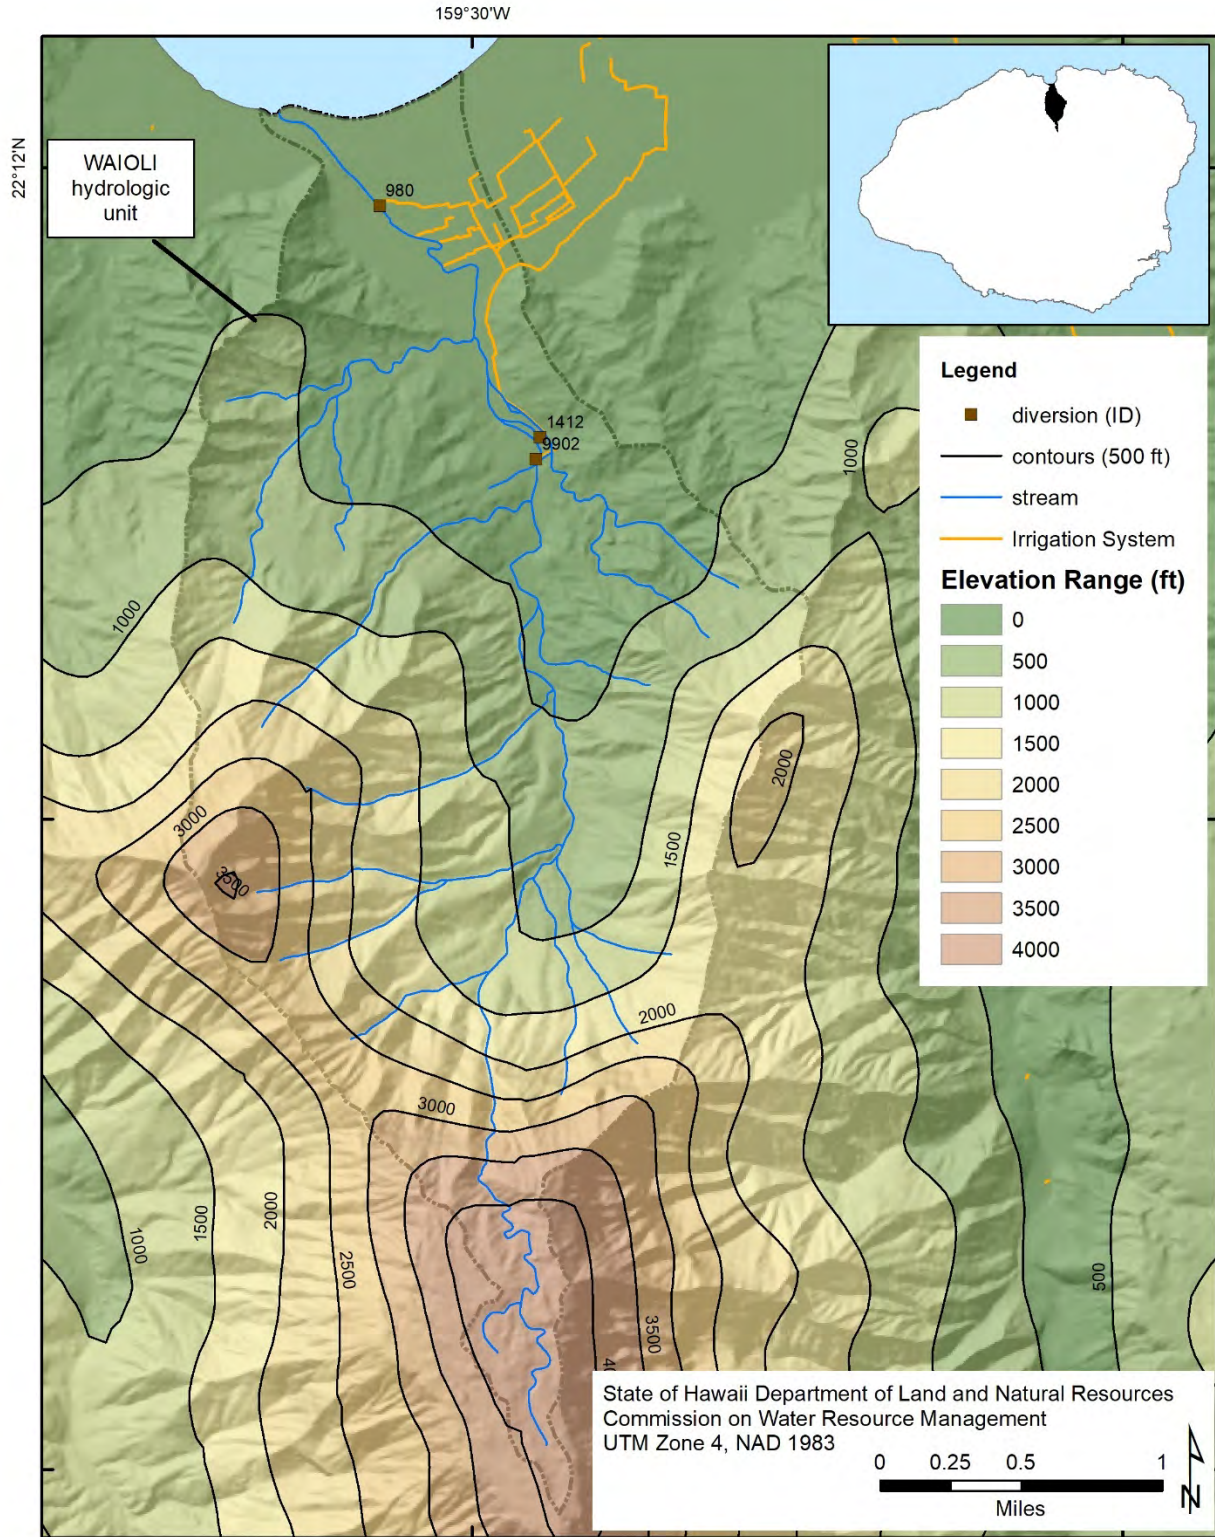 159°30'W
22°12'N
WAIOLI
hydrologic
unit
980
1412
9902
Legend
diversion (ID)
contours (500 ft)
stream
Irrigation System
Elevation Range (ft)
0
500
1000
1500
2000
2500
3000
3500
4000
1000
1000
2000
3000
1500
3500
2000
3000
1000
1500
2000
2500
500
3500
State of Hawaii Department of Land and Natural Resources
Commission on Water Resource Management
UTM Zone 4, NAD 1983
0 0.25 0.5 1
Miles
N